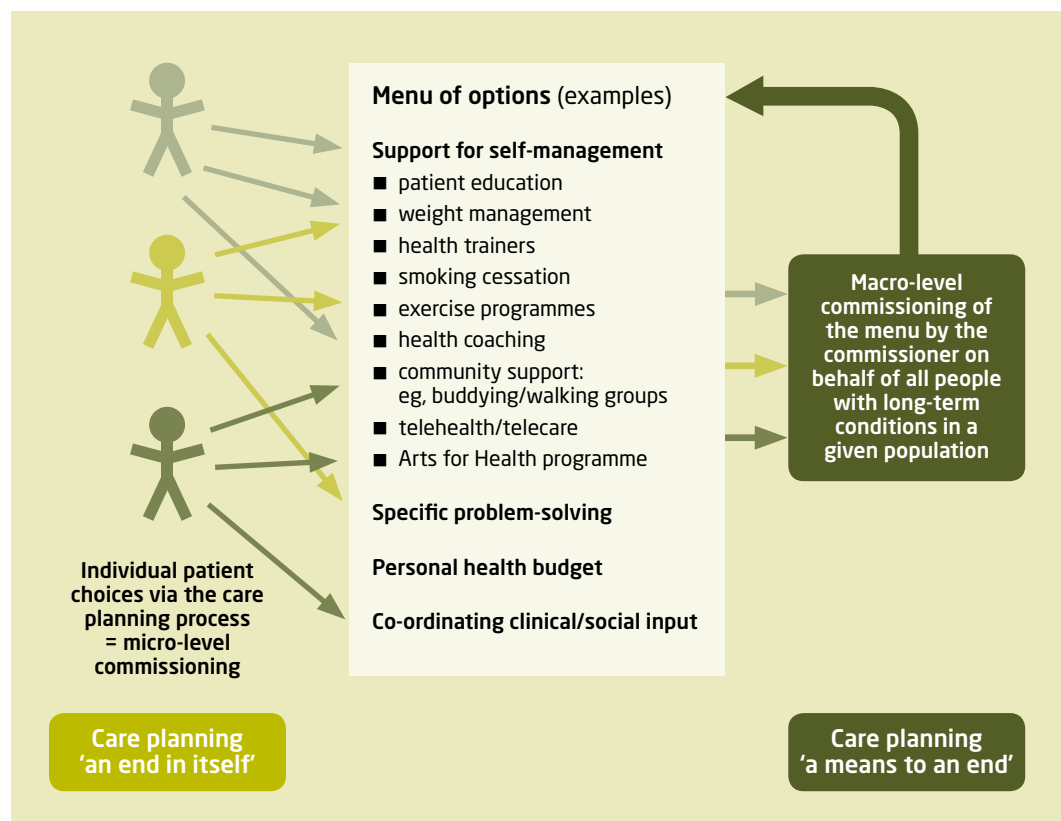 Menu of options (examples)
Support for self-management
■ patient education
■ weight management
■ health trainers
■ smoking cessation
■ exercise programmes
■ health coaching
■ community support:
eg, buddying/walking groups
■ telehealth/telecare
■ Arts for Health programme
Specific problem-solving
Personal health budget
Co-ordinating clinical/social input
Individual patient
choices via the care
planning process
= micro-level
commissioning
Macro-level
commissioning of
the menu by the
commissioner on
behalf of all people
with long-term
conditions in a
given population
Care planning
‘an end in itself’
Care planning
‘a means to an end’